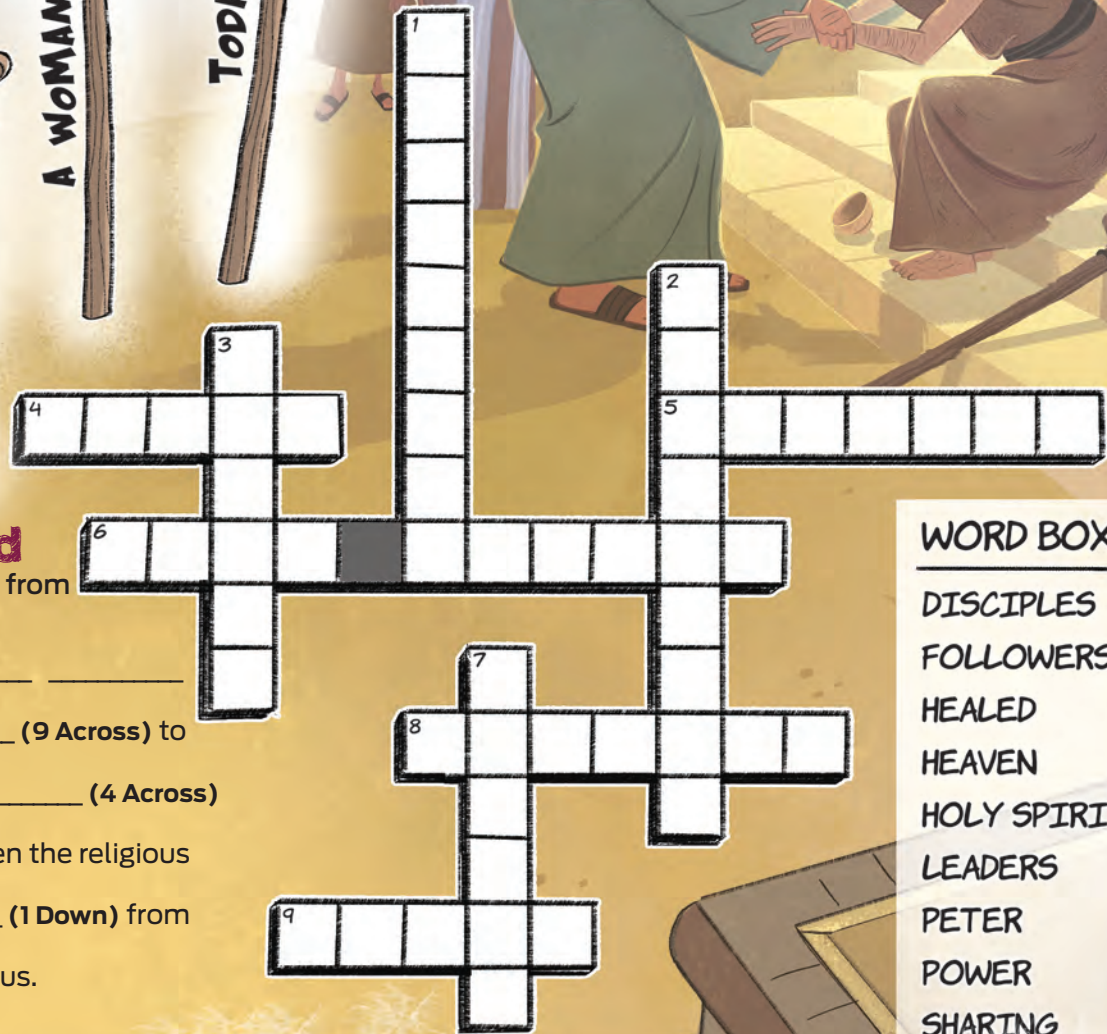 A WOMAN
TODA
1
2
3
4
5
6
from
7
(9 Across) to
8
(4 Across)
en the religious
9
(1 Down) from
us.
WORD BOX
DISCIPLES
FOLLOWERS
HEALED
HEAVEN
HOLY SPIRI
LEADERS
PETER
POWER
SHARING